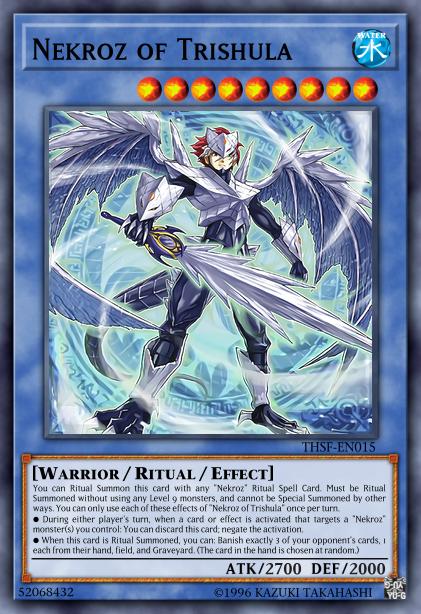 NEKROZ OF TRISHULA
WATER
水
THSF-EN015
[WARRIOR / RITUAL / EFFECT]
You can Ritual Summon this card with any "Nekroz" Ritual Spell Card. Must be Ritual
Summoned without using any Level 9 monsters, and cannot be Special Summoned by other
ways. You can only use each of these effects of "Nekroz of Trishula" once per turn.
● During either player's turn, when a card or effect is activated that targets a "Nekroz"
monster(s) you control: You can discard this card; negate the activation.
● When this card is Ritual Summoned, you can: Banish exactly 3 of your opponent's cards, 1
each from their hand, field, and Graveyard. (The card in the hand is chosen at random.)
ATK/2700 DEF/2000
52068432
©1996 KAZUKI TAKAHASHI